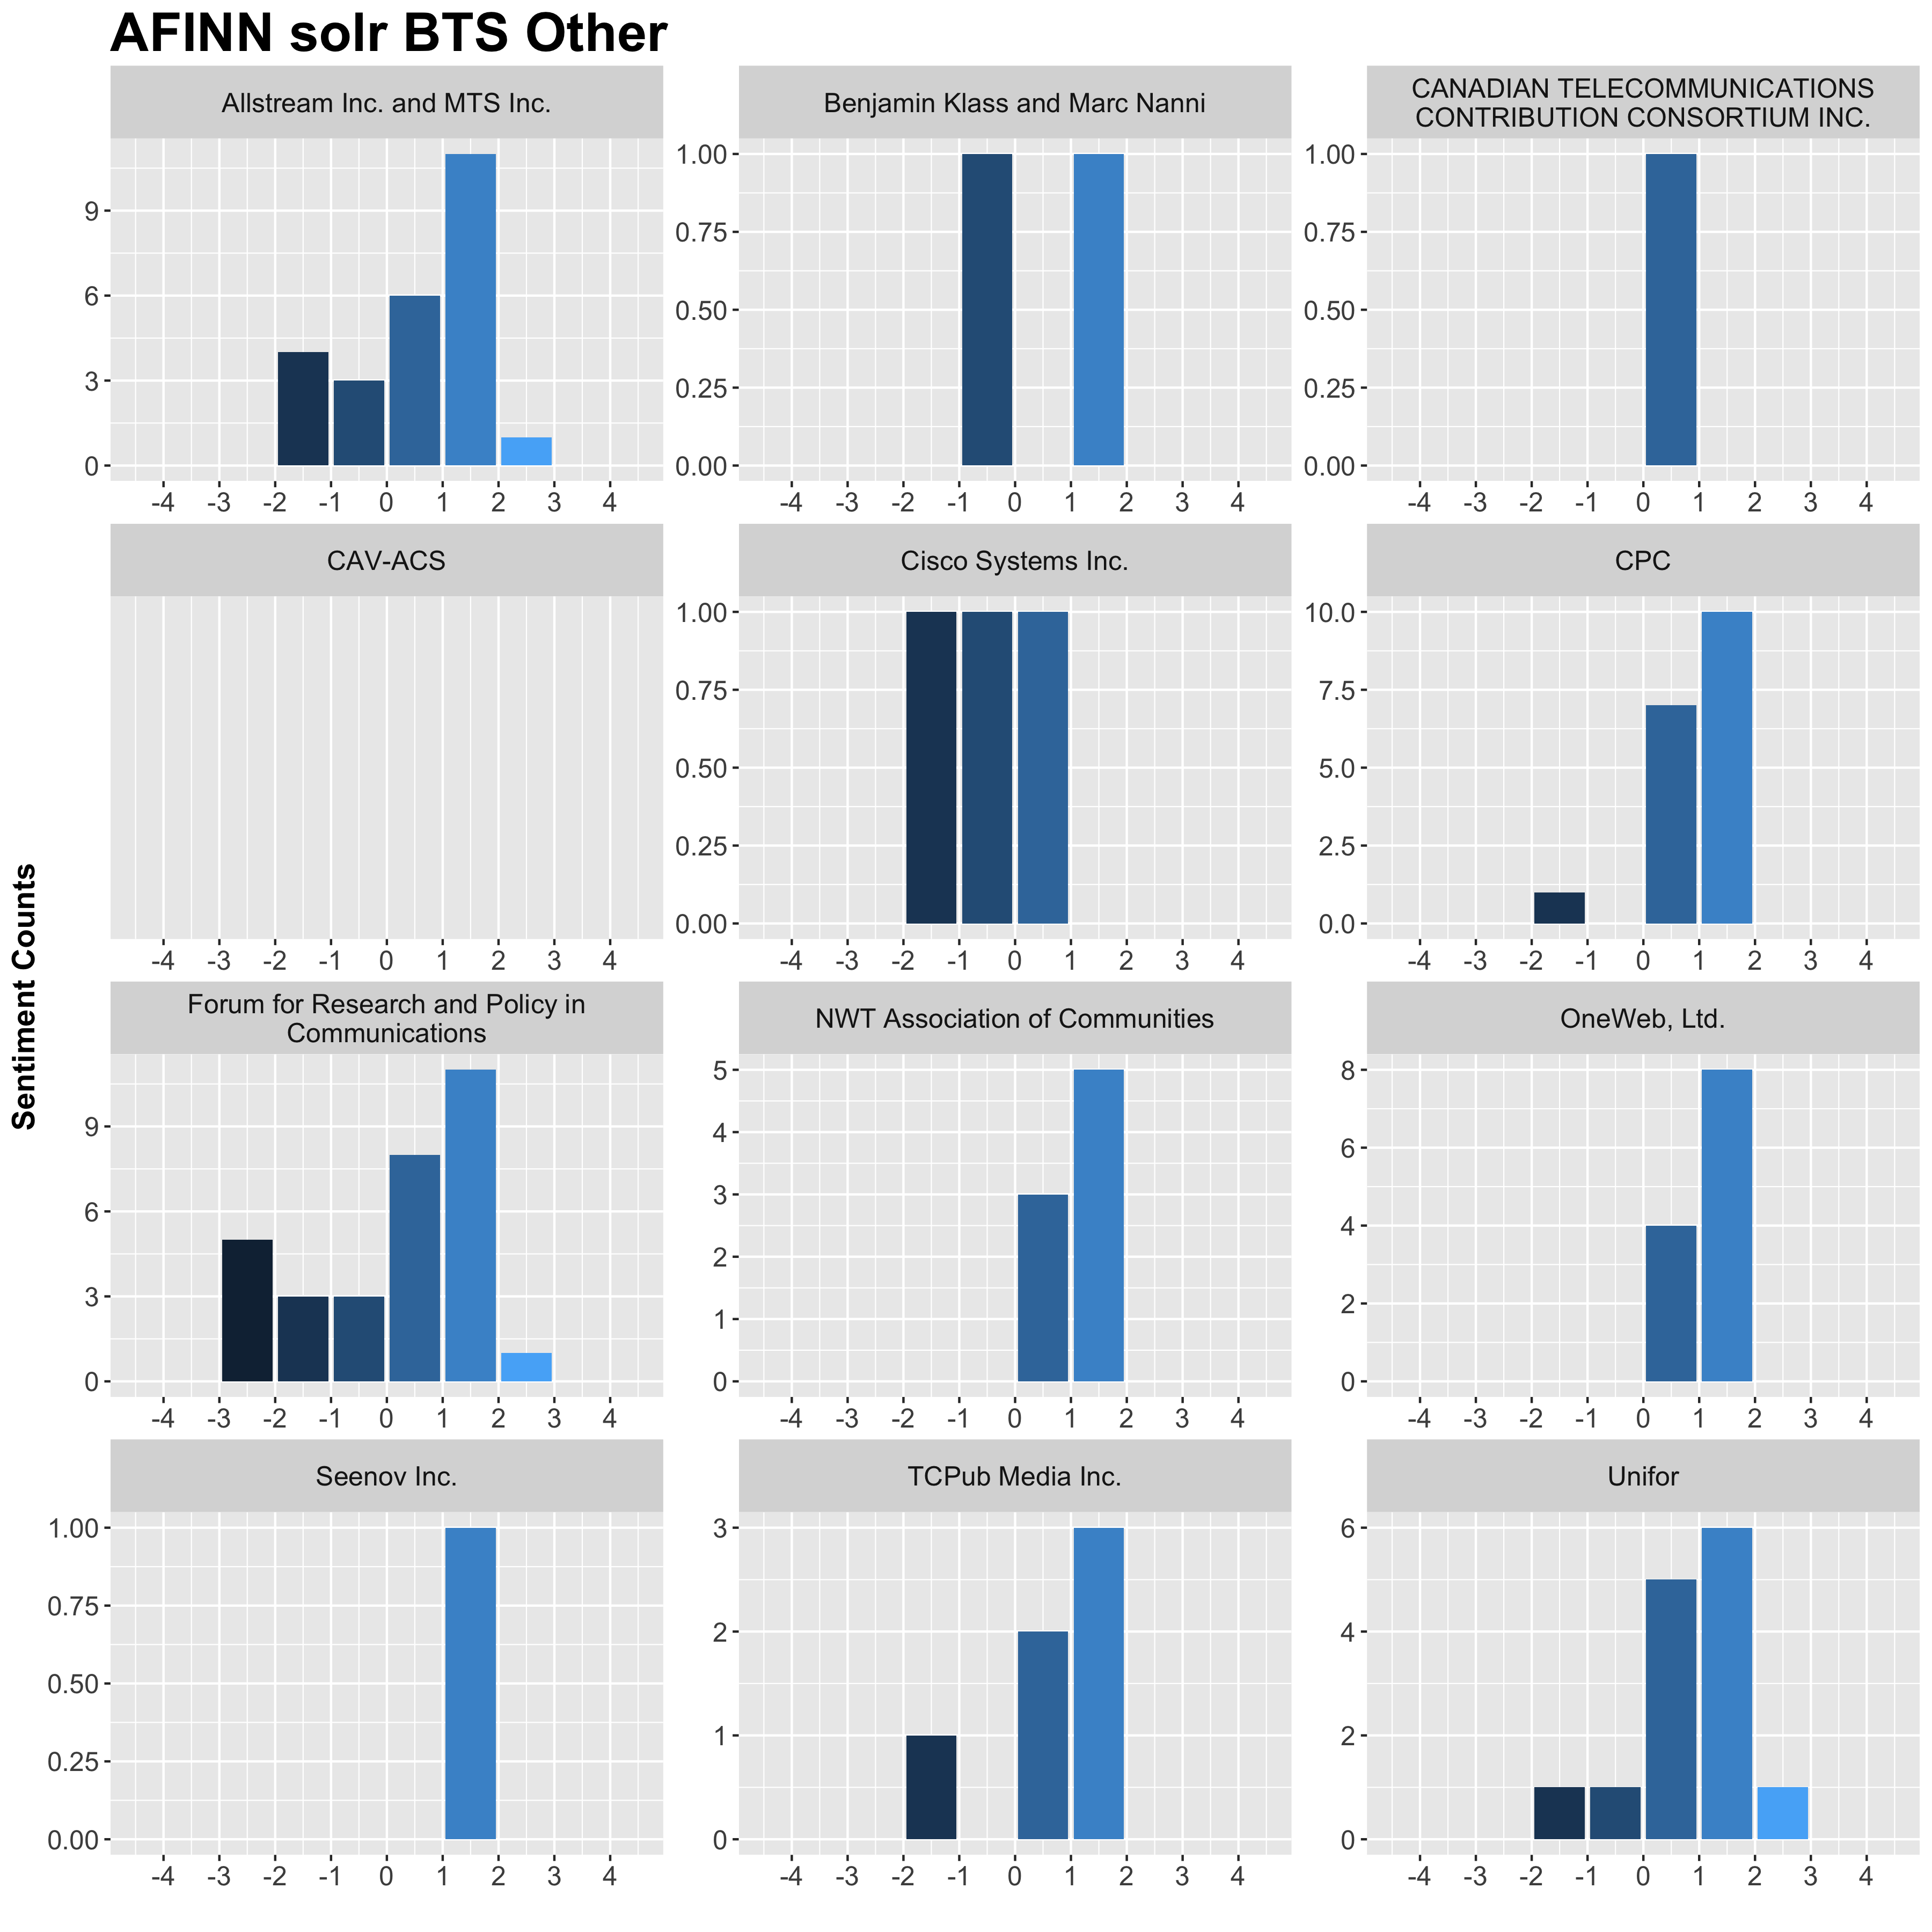 AFINN solr BTS Other
Sentiment Counts
Allstream Inc. and MTS Inc.
9
6
3
0
-4 -3 -2 -1 0 1 2 3 4
Benjamin Klass and Marc Nanni
1.00
0.75
0.50
0.25
0.00
-4 -3 -2 -1 0 1 2 3 4
CANADIAN TELECOMMUNICATIONS
CONTRIBUTION CONSORTIUM INC.
1.00
0.75
0.50
0.25
0.00
-4 -3 -2 -1 0 1 2 3 4
CAV-ACS
-4 -3 -2 -1 0 1 2 3 4
Cisco Systems Inc.
1.00
0.75
0.50
0.25
0.00
-4 -3 -2 -1 0 1 2 3 4
CPC
10.0
7.5
5.0
2.5
0.0
-4 -3 -2 -1 0 1 2 3 4
Forum for Research and Policy in
Communications
9
6
3
0
-4 -3 -2 -1 0 1 2 3 4
NWT Association of Communities
5
4
3
2
1
0
-4 -3 -2 -1 0 1 2 3 4
OneWeb, Ltd.
8
6
4
2
0
-4 -3 -2 -1 0 1 2 3 4
Seenov Inc.
1.00
0.75
0.50
0.25
0.00
-4 -3 -2 -1 0 1 2 3 4
TCPub Media Inc.
3
2
1
0
-4 -3 -2 -1 0 1 2 3 4
Unifor
6
4
2
0
-4 -3 -2 -1 0 1 2 3 4